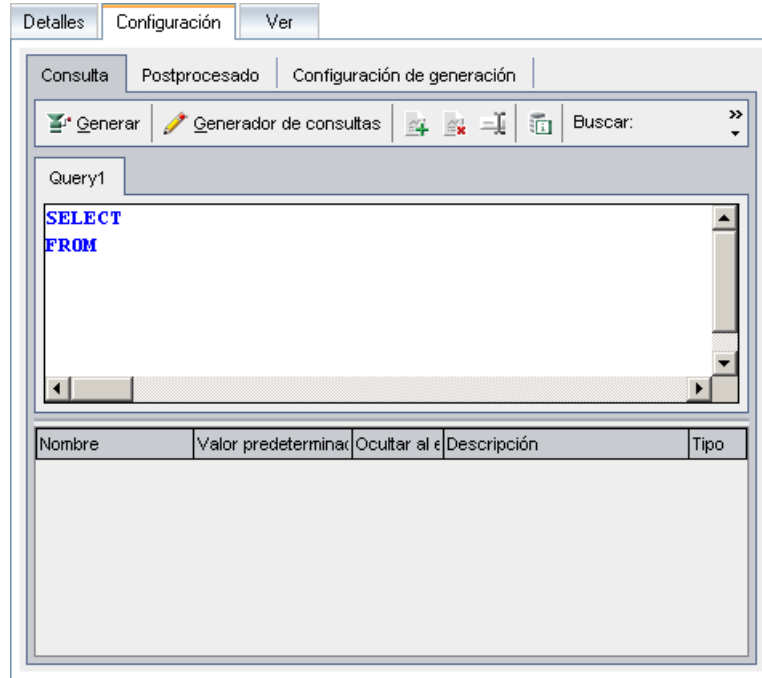 Detalles Configuración Ver
Consulta Postprocesado Configuración de generación
Generar Generador de consultas Buscar: »
Query1
SELECT
FROM
Nombre Valor predeterminac Ocultar al e Descripción Tipo